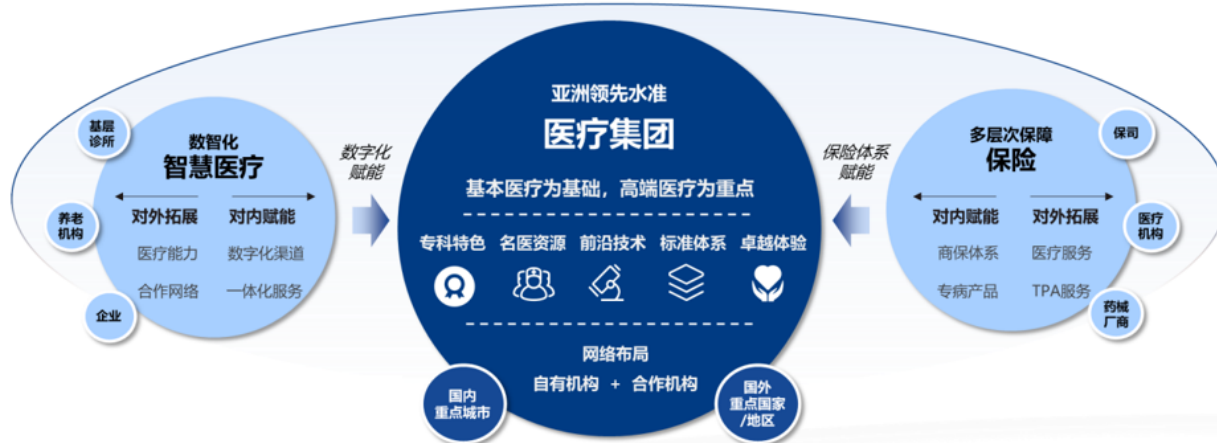 基层
诊所
养老
机构
企业
数智化
智慧医疗
对外拓展 对内赋能
医疗能力 数字化渠道
合作网络 一体化服务
数字化
赋能
亚洲领先水准
医疗集团
基本医疗为基础，高端医疗为重点
专科特色 名医资源 前沿技术 标准体系 卓越体验
网络布局
自有机构 + 合作机构
国内
重点城市
国外
重点国家
/地区
保险体系
赋能
多层次保障
保险
对内赋能 对外拓展
商保体系 医疗服务
专病产品 TPA服务
保司
医疗
机构
药械
厂商